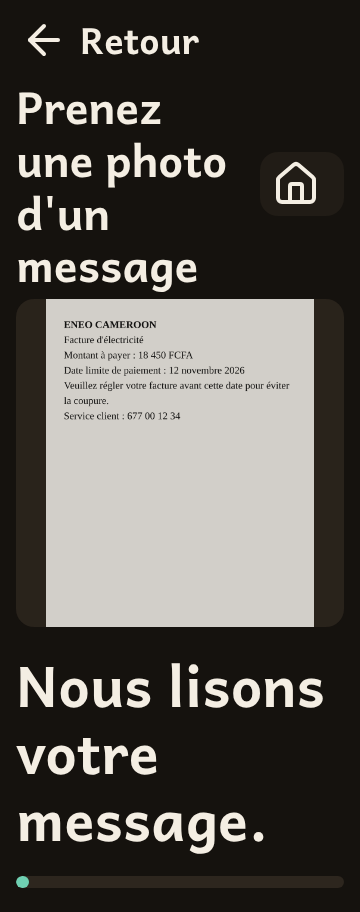 Retour
Prenez
une photo
d'un
message
ENEO CAMEROON
Facture d'électricité
Montant à payer : 18 450 FCFA
Date limite de paiement : 12 novembre 2026
Veuillez régler votre facture avant cette date pour éviter
la coupure.
Service client : 677 00 12 34
Nous lisons
votre
message.